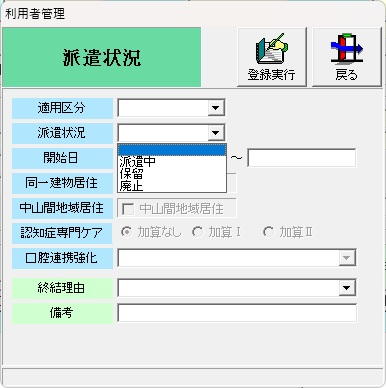 利用者管理
派遣状況
登録実行
戻る
適用区分
派遣状況
派遣中
保留
廃止
開始日
～
同一建物居住
中山間地域居住
中山間地域居住
認知症専門ケア
加算なし
加算Ⅰ
加算Ⅱ
口腔連携強化
終結理由
備考